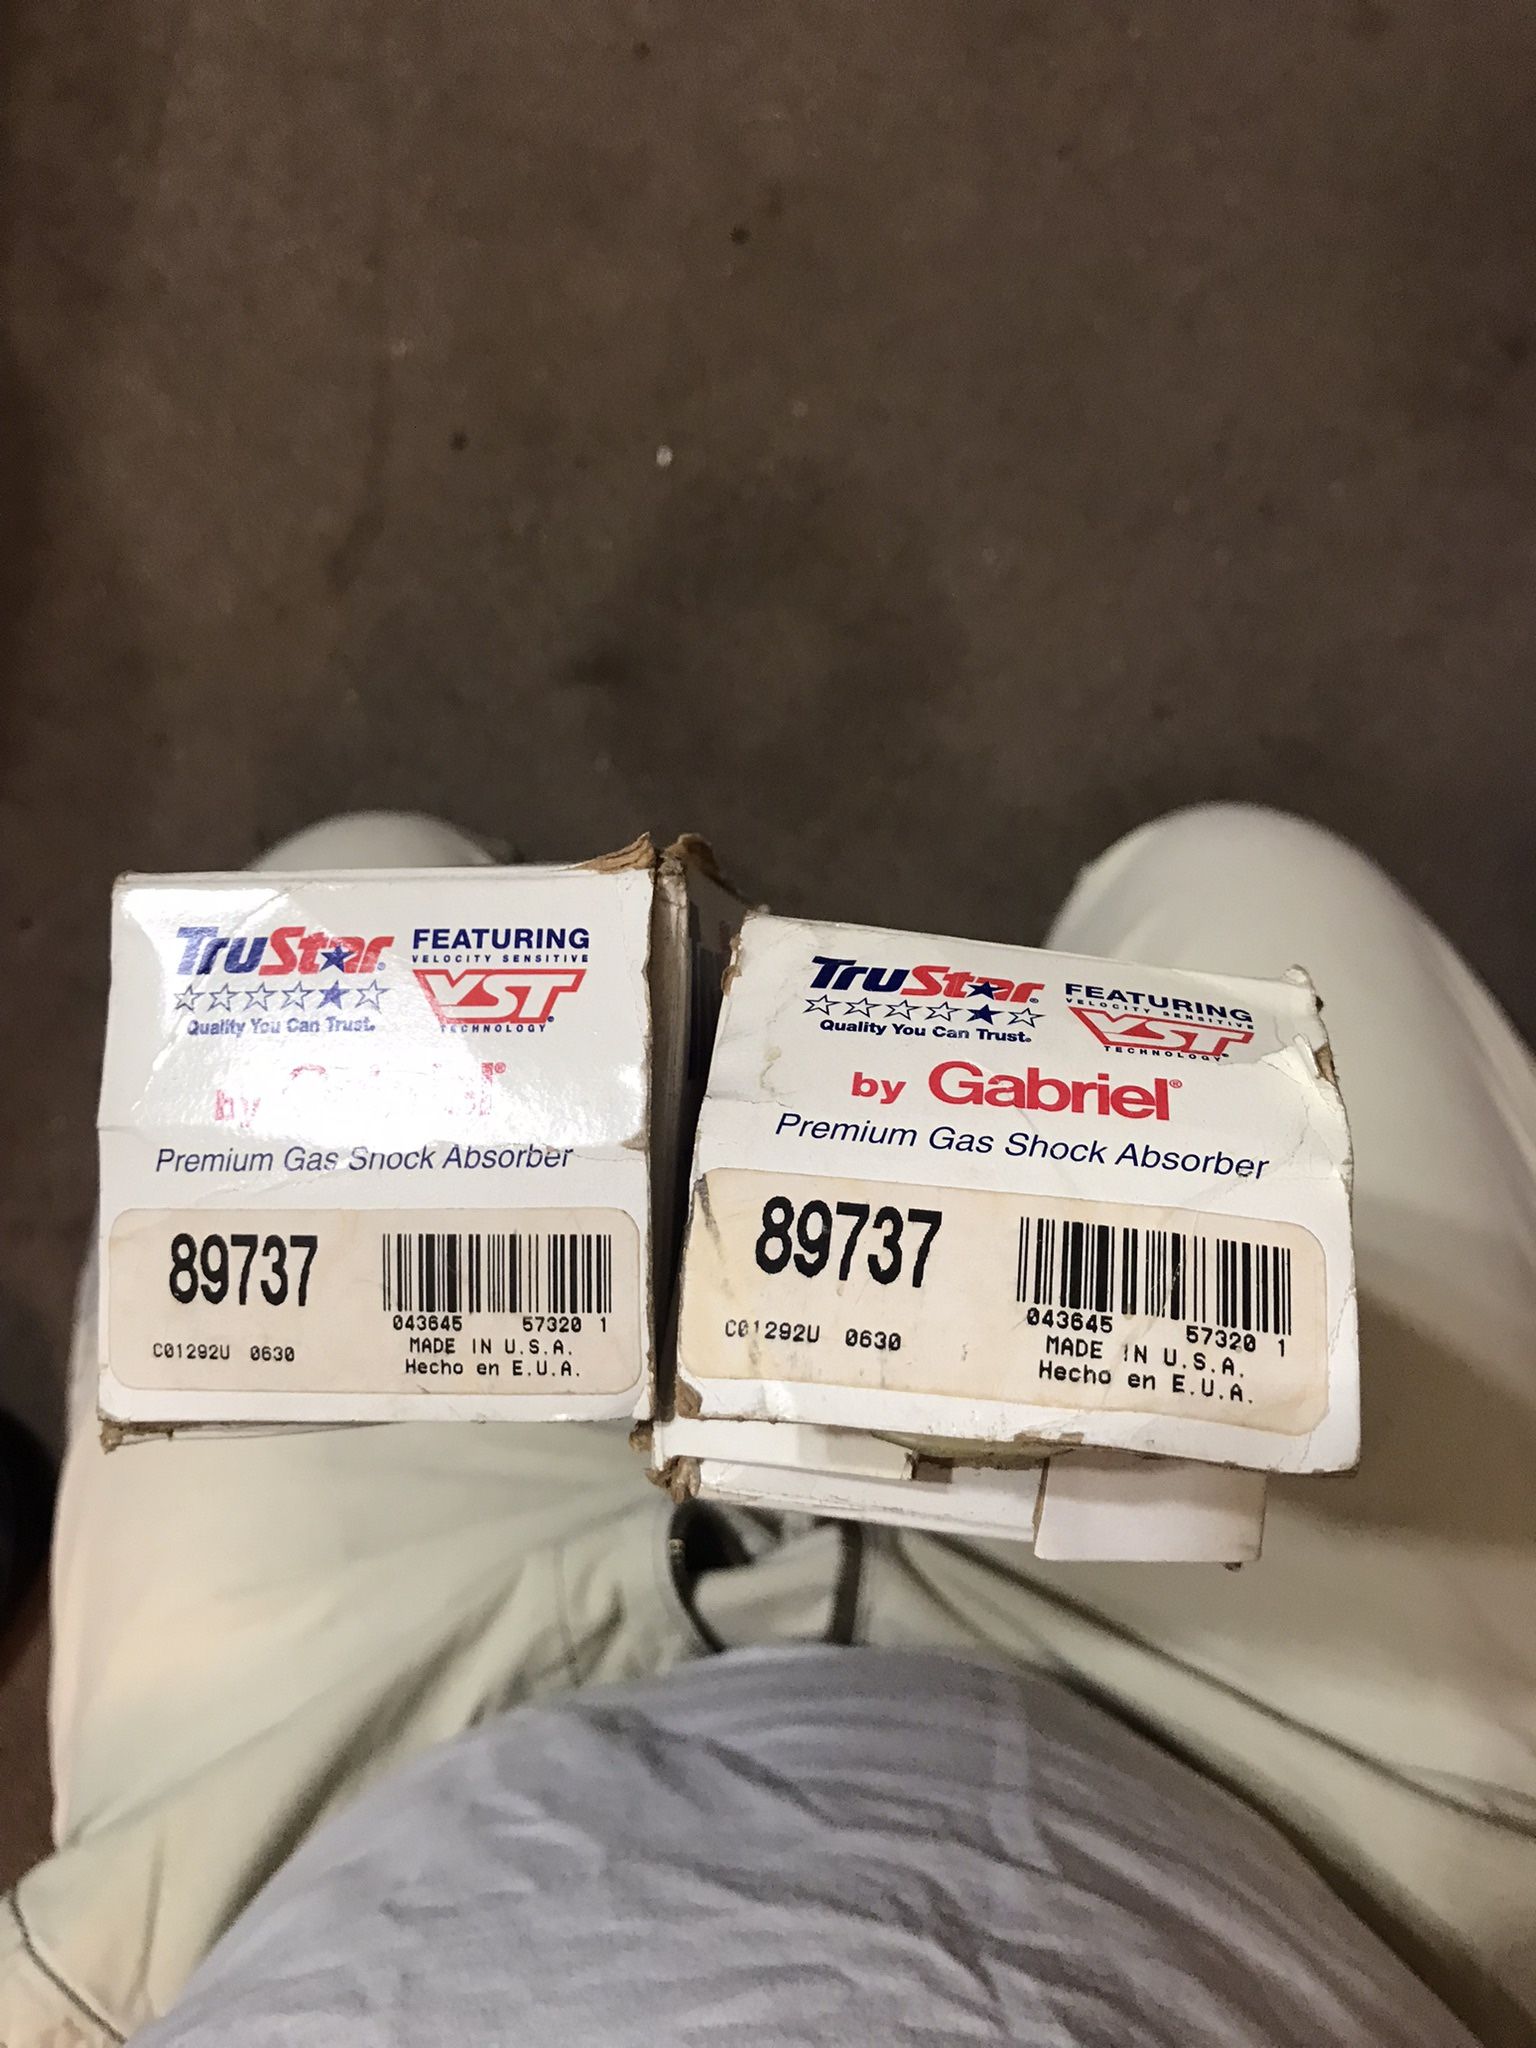 TruStar®
Quality You Can Trust®
FEATURING
VELOCITY SENSITIVE
VST®
TECHNOLOGY
by Gabriel®
Premium Gas Shock Absorber
89737
043645 57320 1
C01292U 0630
MADE IN U.S.A.
Hecho en E.U.A.
TruStar®
Quality You Can Trust®
FEATURING
VELOCITY SENSITIVE
VST®
TECHNOLOGY
by Gabriel®
Premium Gas Shock Absorber
89737
043645 57320 1
C01292U 0630
MADE IN U.S.A.
Hecho en E.U.A.